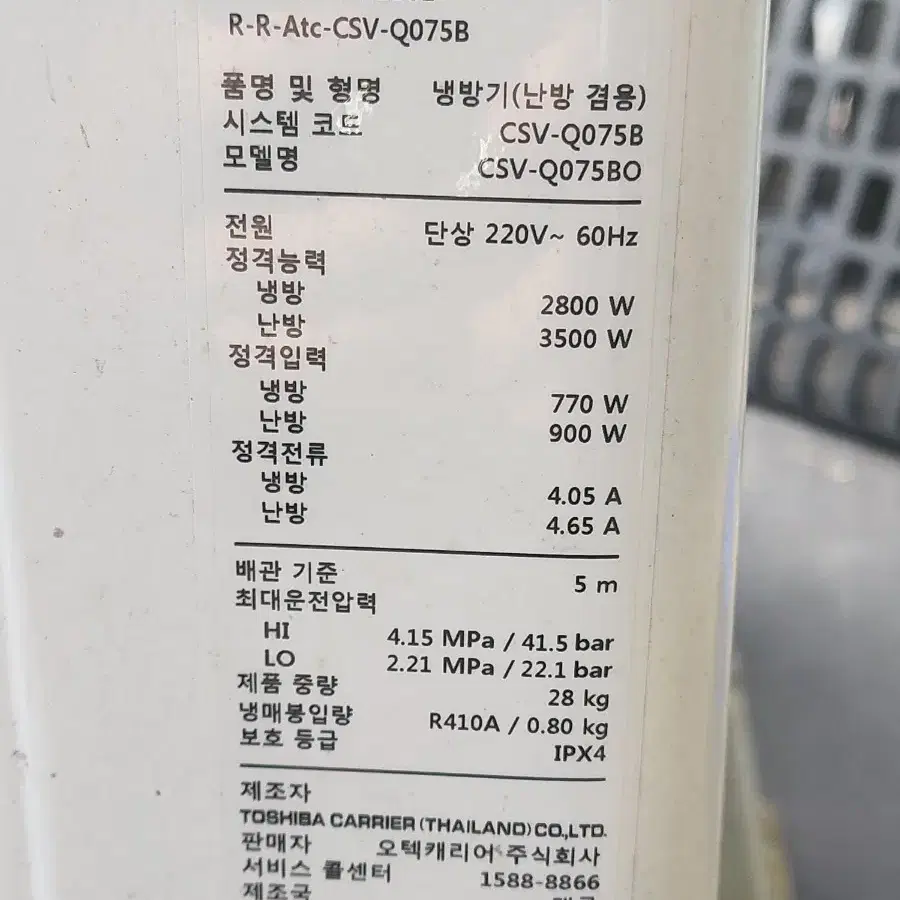 R-R-Atc-CSV-Q075B
품명 및 형명 냉방기(난방 겸용)
시스템 코드 CSV-Q075B
모델명 CSV-Q075BO
전원 단상 220V~ 60Hz
정격능력
냉방 2800 W
난방 3500 W
정격입력
냉방 770 W
난방 900 W
정격전류
냉방 4.05 A
난방 4.65 A
배관 기준 5 m
최대운전압력
HI 4.15 MPa / 41.5 bar
LO 2.21 MPa / 22.1 bar
제품 중량 28 kg
냉매봉입량 R410A / 0.80 kg
보호 등급 IPX4
제조자
TOSHIBA CARRIER (THAILAND) CO.,LTD.
판매자 오텍캐리어 주식회사
서비스 콜센터 1588-8866
제조국